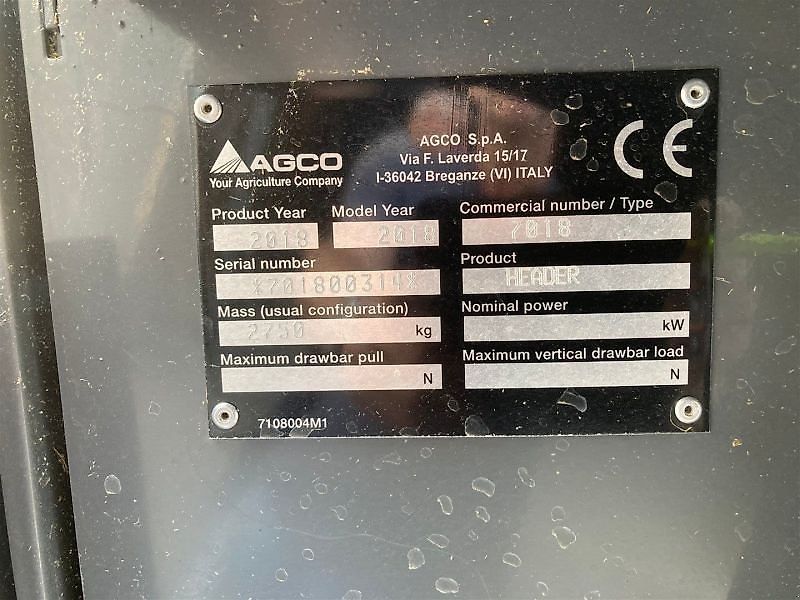 AGCO
Your Agriculture Company
AGCO S.p.A.
Via F. Laverda 15/17
I-36042 Breganze (VI) ITALY
CE
Product Year
2018
Model Year
2018
Commercial number / Type
7018
Serial number
*701800314*
Product
HEADER
Mass (usual configuration)
2750 kg
Nominal power
kW
Maximum drawbar pull
N
Maximum vertical drawbar load
N
7108004M1